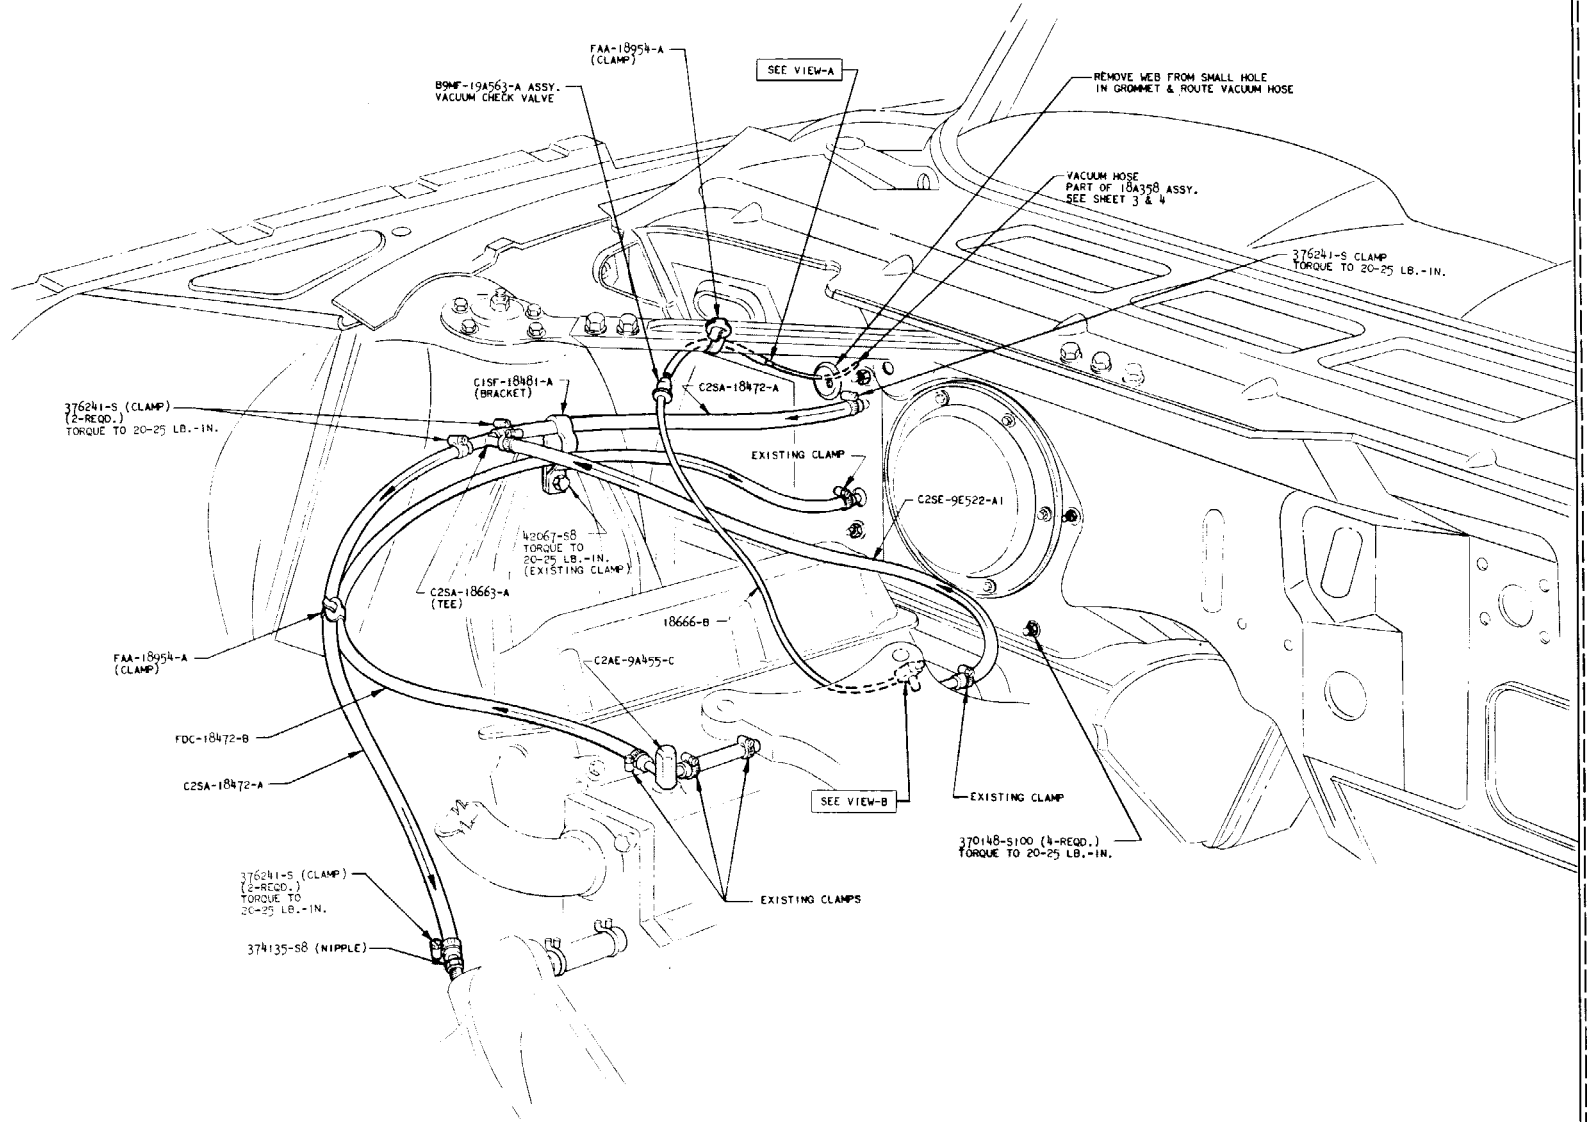 FAA-18954-A
(CLAMP)
SEE VIEW-A
B9MF-19A563-A ASSY.
VACUUM CHECK VALVE
REMOVE WEB FROM SMALL HOLE
IN GROMMET & ROUTE VACUUM HOSE
VACUUM HOSE
PART OF 18A358 ASSY.
SEE SHEET 3 & 4
376241-S CLAMP
TORQUE TO 20-25 LB.-IN.
C1SF-18481-A
(BRACKET)
C2SA-18472-A
376241-S (CLAMP)
(2-REQD.)
TORQUE TO 20-25 LB.-IN.
EXISTING CLAMP
C2SE-9E522-A1
42067-S8
TORQUE TO
20-25 LB.-IN.
(EXISTING CLAMP)
C2SA-18663-A
(TEE)
18666-B
FAA-18954-A
(CLAMP)
C2AE-9A455-C
FDC-18472-B
C2SA-18472-A
SEE VIEW-B
EXISTING CLAMP
370148-S100 (4-REQD.)
TORQUE TO 20-25 LB.-IN.
376241-S (CLAMP)
(2-REQD.)
TORQUE TO
20-25 LB.-IN.
EXISTING CLAMPS
374135-S8 (NIPPLE)